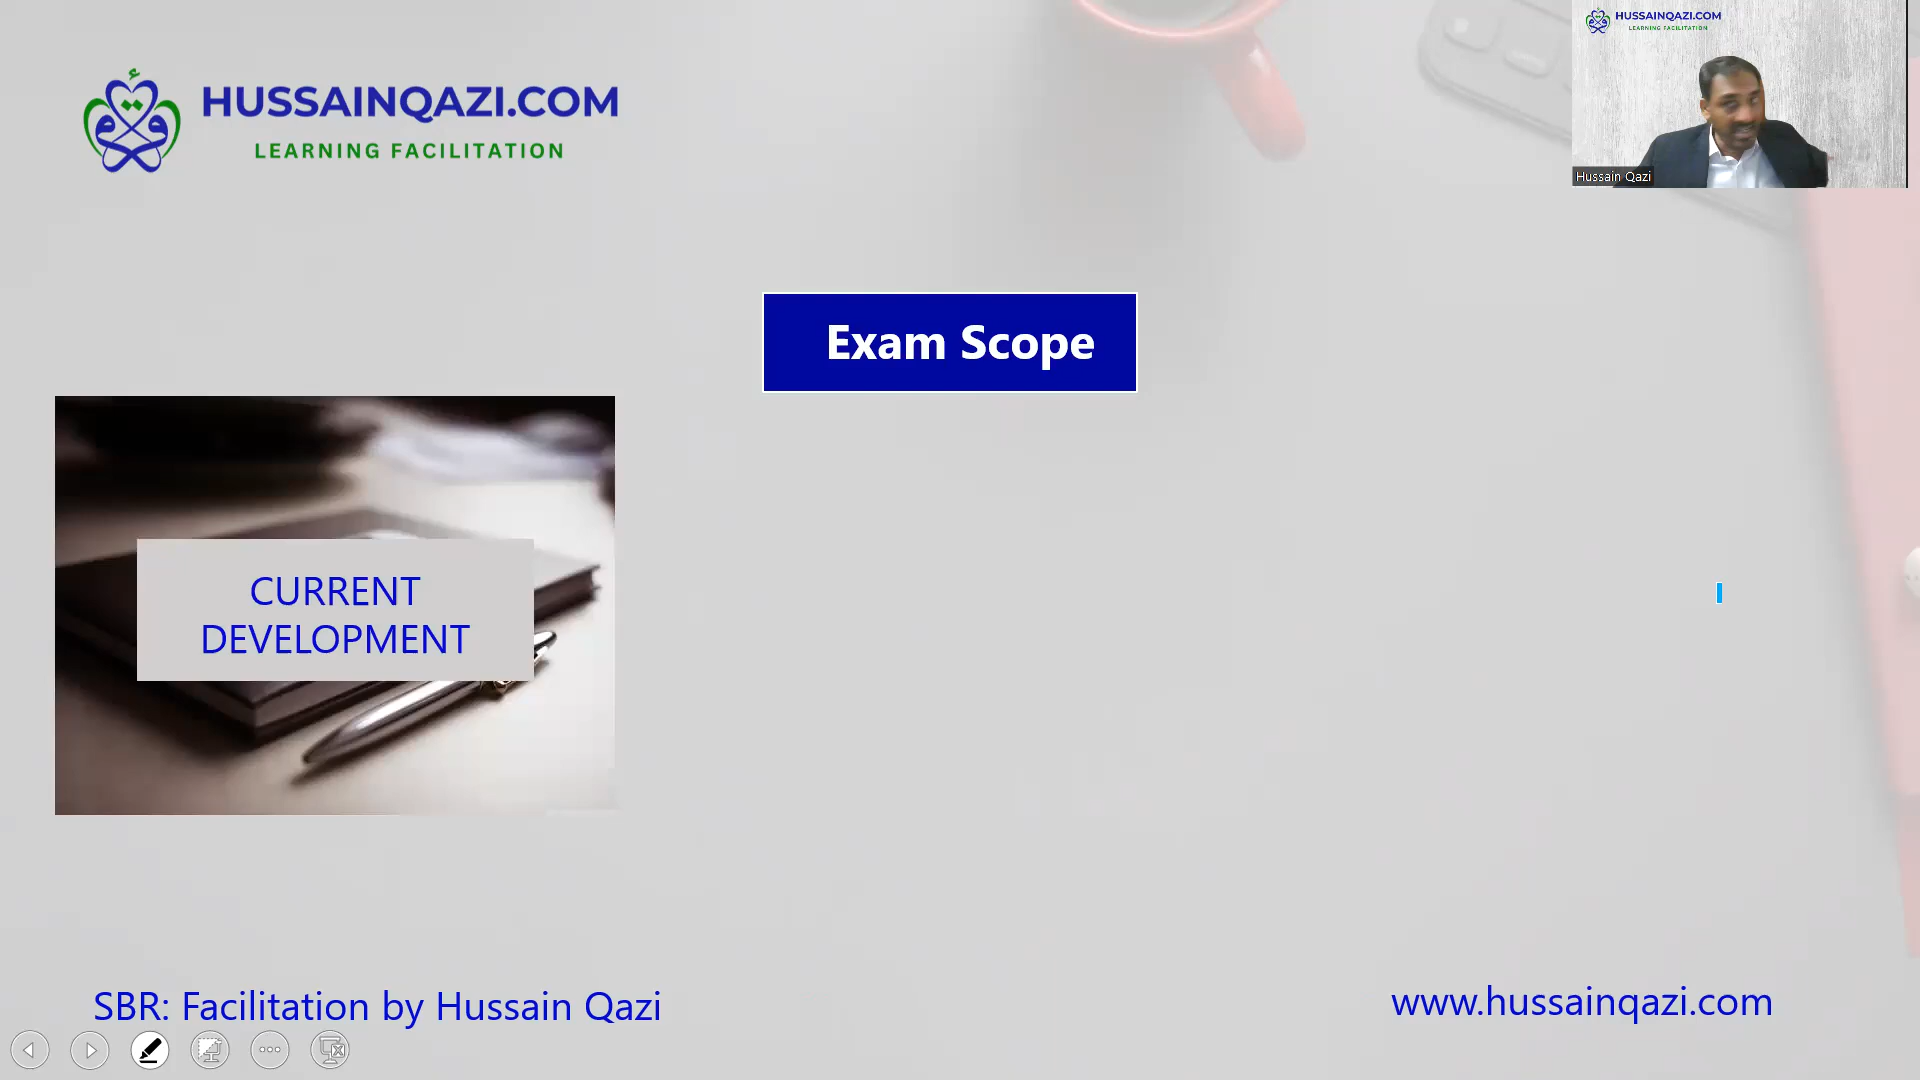 HUSSAINQAZI.COM
LEARNING FACILITATION
HUSSAINQAZI.COM
LEARNING FACILITATION
Hussain Qazi
Exam Scope
CURRENT
DEVELOPMENT
SBR: Facilitation by Hussain Qazi
www.hussainqazi.com